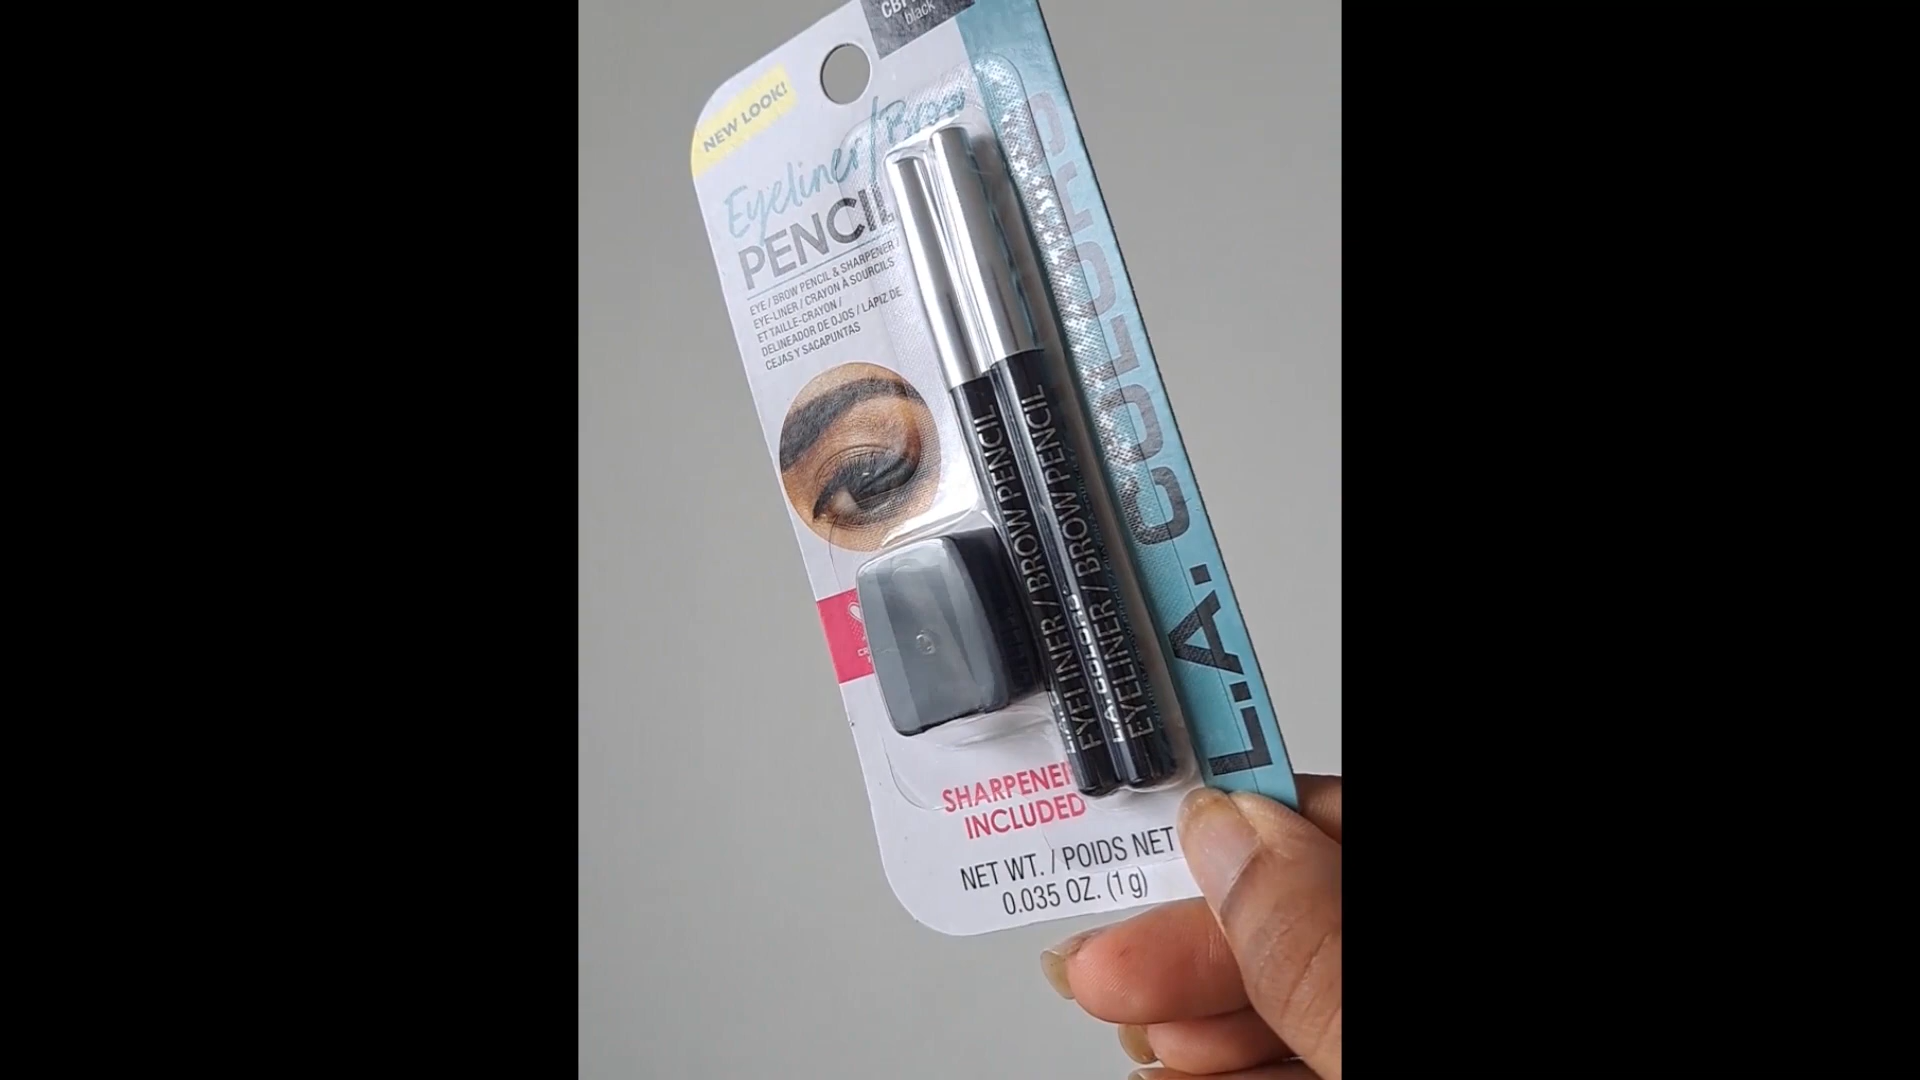 black
NEW LOOK!
Eyeliner/Brow
PENCIL
EYE / BROW PENCIL & SHARPENER /
EYE-LINER / CRAYON À SOURCILS
ET TAILLE-CRAYON /
DELINEADOR DE OJOS / LÁPIZ DE
CEJAS Y SACAPUNTAS
L.A. COLORS
EYELINER / BROW PENCIL
L.A. COLORS
EYELINER / BROW PENCIL
SHARPENER
INCLUDED
NET WT. / POIDS NET
0.035 OZ. (1 g)